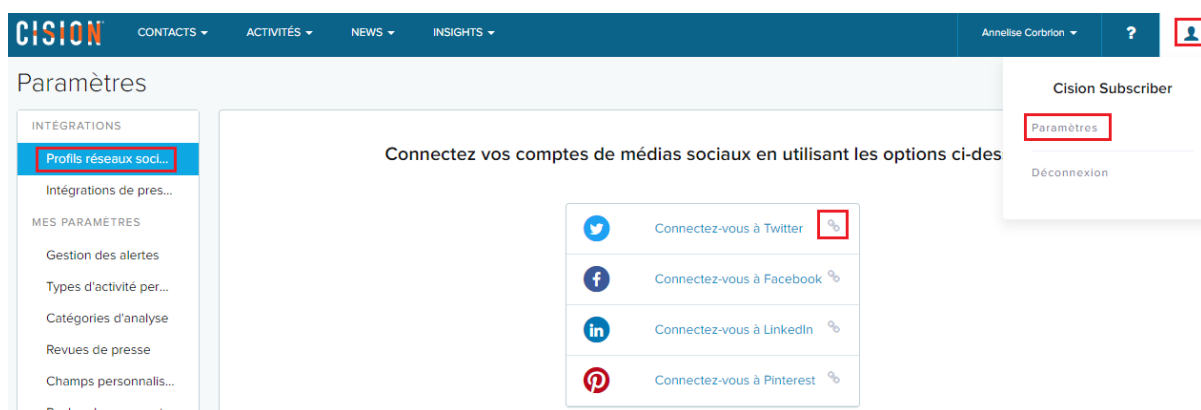 CISION CONTACTS ACTIVITÉS NEWS INSIGHTS Annelise Corbrion ?
Paramètres
Cision Subscriber
Paramètres
Déconnexion
INTÉGRATIONS
Profils réseaux soci...
Intégrations de pres...
MES PARAMÈTRES
Gestion des alertes
Types d'activité per...
Catégories d'analyse
Revues de presse
Champs personnalis...
Connectez vos comptes de médias sociaux en utilisant les options ci-des
Connectez-vous à Twitter
Connectez-vous à Facebook
Connectez-vous à LinkedIn
Connectez-vous à Pinterest